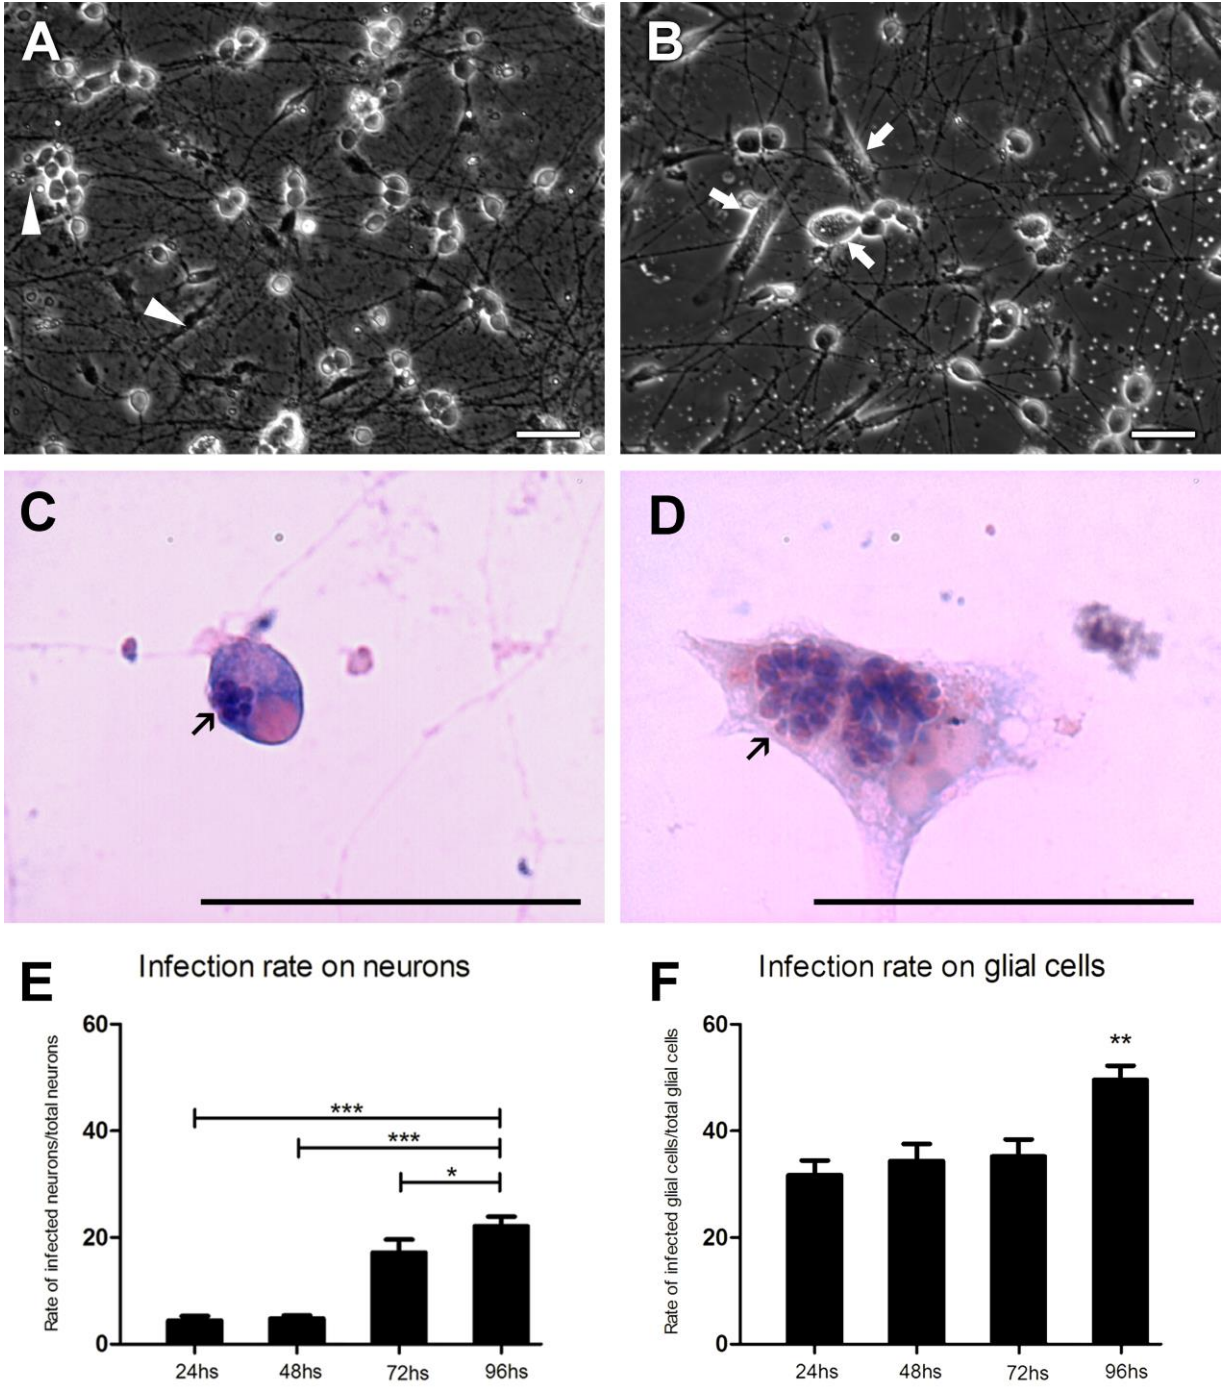 A
B
C
D
E
Infection rate on neurons
Rate of infected neurons/total neurons
60
40
20
0
***
***
*
24hs
48hs
72hs
96hs
F
Infection rate on glial cells
Rate of infected glial cells/total glial cells
60
40
20
0
**
24hs
48hs
72hs
96hs